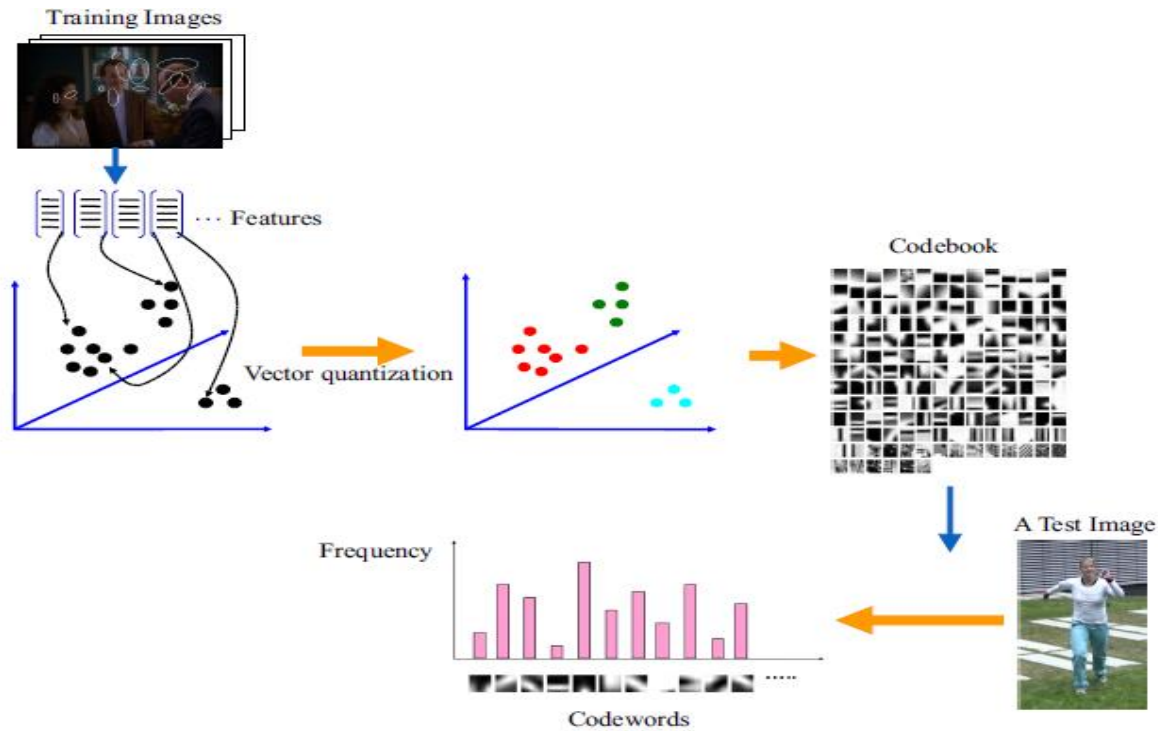 Training Images
... Features
Vector quantization
Codebook
A Test Image
Frequency
.....
Codewords